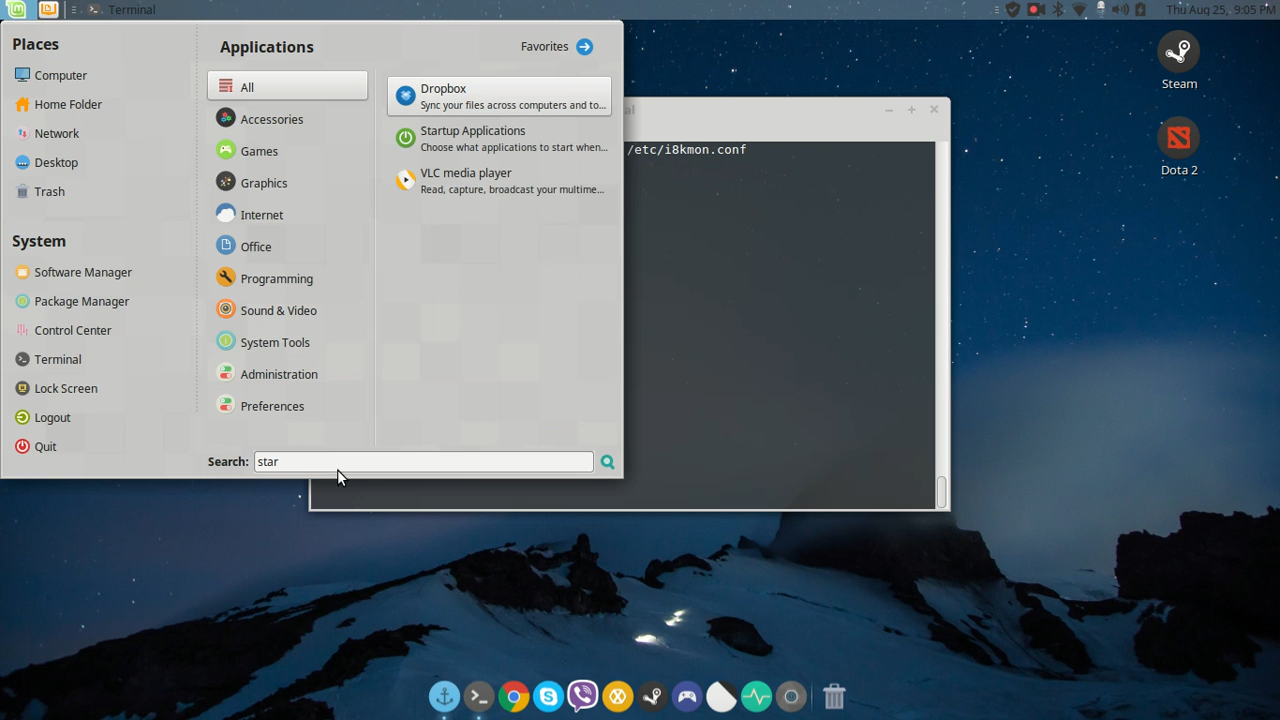 Terminal
Thu Aug 25, 9:05 PM
Places
Computer
Home Folder
Network
Desktop
Trash
System
Software Manager
Package Manager
Control Center
Terminal
Lock Screen
Logout
Quit
Applications
Favorites
All
Accessories
Games
Graphics
Internet
Office
Programming
Sound & Video
System Tools
Administration
Preferences
Dropbox
Sync your files across computers and to...
Startup Applications
Choose what applications to start when...
VLC media player
Read, capture, broadcast your multime...
Search: star
al
/etc/i8kmon.conf
Steam
Dota 2